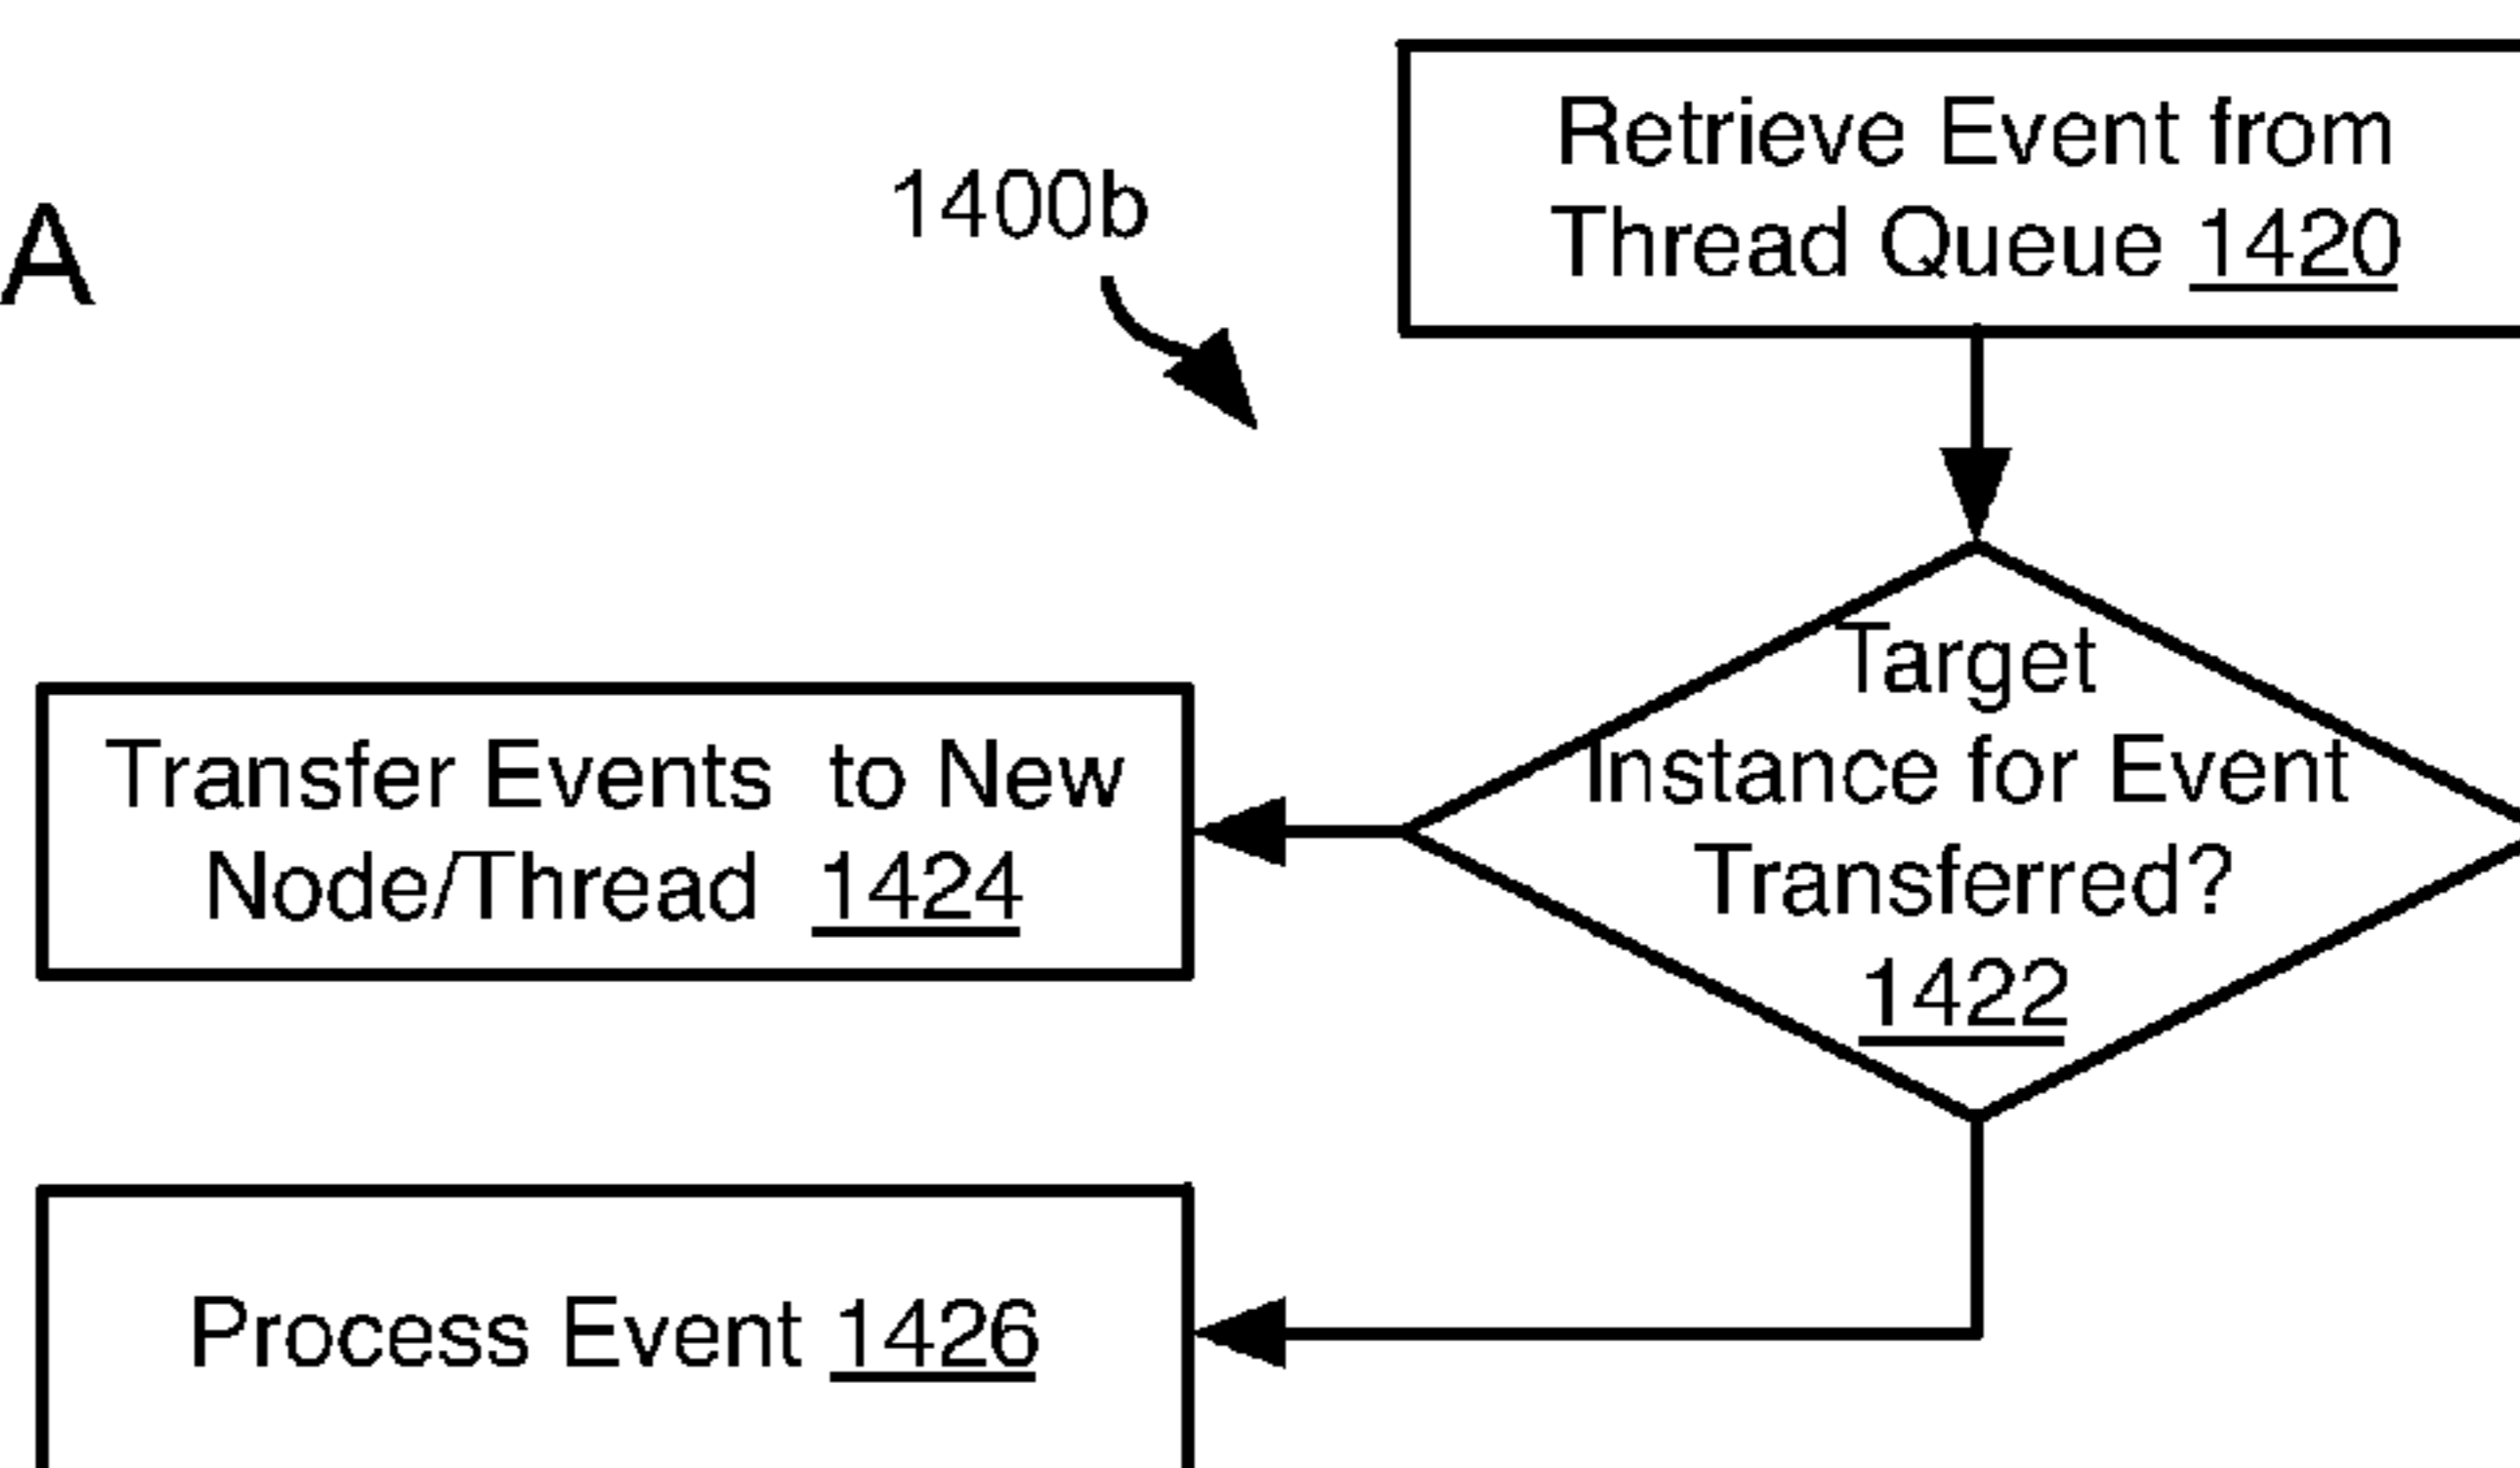 A
1400b
Retrieve Event from
Thread Queue 1420
Target
Instance for Event
Transferred?
1422
Transfer Events to New
Node/Thread 1424
Process Event 1426